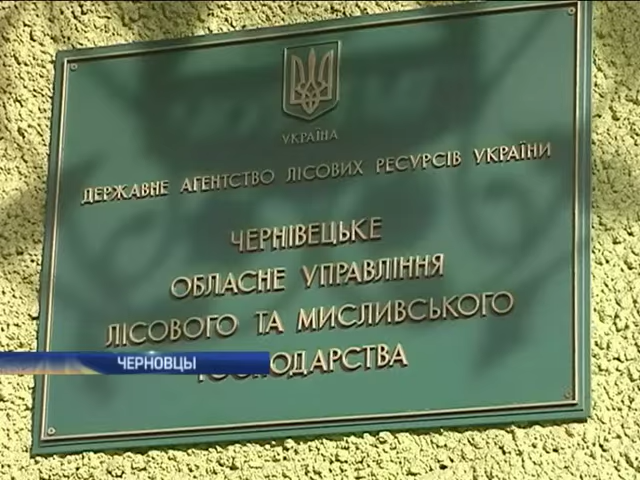 УКРАЇНА
ДЕРЖАВНЕ АГЕНТСТВО ЛІСОВИХ РЕСУРСІВ УКРАЇНИ
ЧЕРНІВЕЦЬКЕ
ОБЛАСНЕ УПРАВЛІННЯ
ЛІСОВОГО ТА МИСЛИВСЬКОГО
ГОСПОДАРСТВА
ЧЕРНОВЦЫ